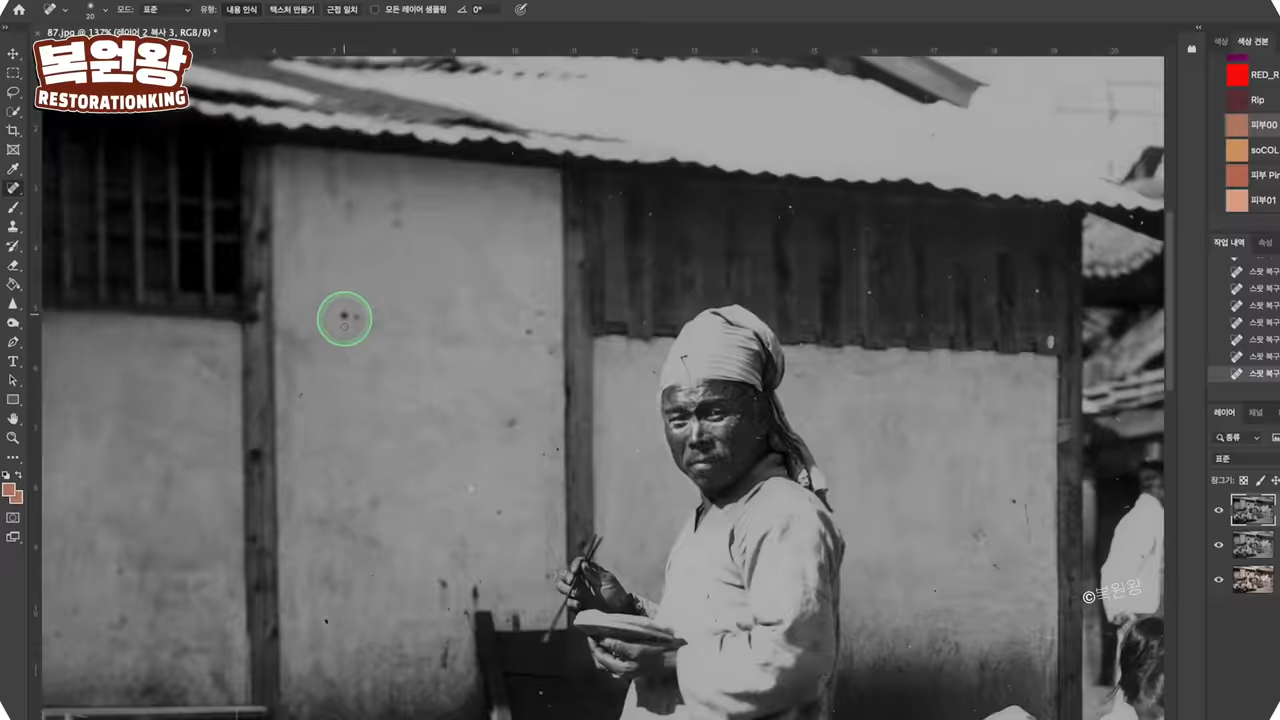 모드: 표준 유형: 내용 인식 텍스처 만들기 근접 일치 모든 레이어 샘플링 0°
20
87.jpg @ 137% (레이어 2 복사 3, RGB/8) *
복원왕
RESTORATIONKING
색상 색상 견본
RED_R
Rip
피부00
soCOL
피부 Pin
피부01
작업 내역 속성
스팟 복구
스팟 복구
스팟 복구
스팟 복구
스팟 복구
스팟 복구
스팟 복구
레이어 채널
종류
표준
잠그기:
©복원왕